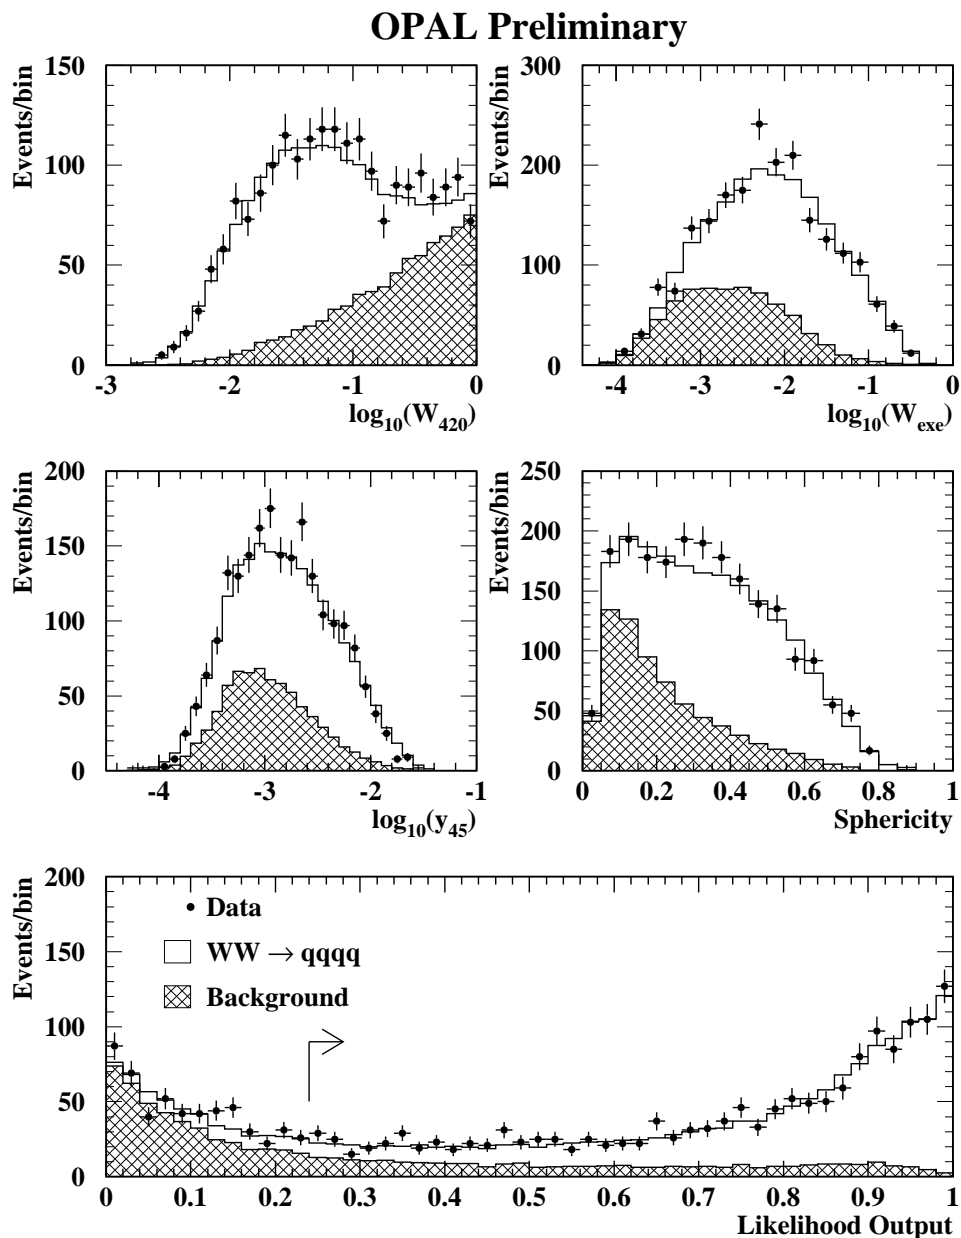 OPAL Preliminary
Events/bin
150
100
50
0
-3 -2 -1 0
log10(W420)
Events/bin
300
200
100
0
-4 -3 -2 -1 0
log10(Wexe)
Events/bin
200
150
100
50
0
-4 -3 -2 -1
log10(y45)
Events/bin
250
200
150
100
50
0
0 0.2 0.4 0.6 0.8 1
Sphericity
Events/bin
200
150
100
50
0
Data
WW → qqqq
Background
0 0.1 0.2 0.3 0.4 0.5 0.6 0.7 0.8 0.9 1
Likelihood Output